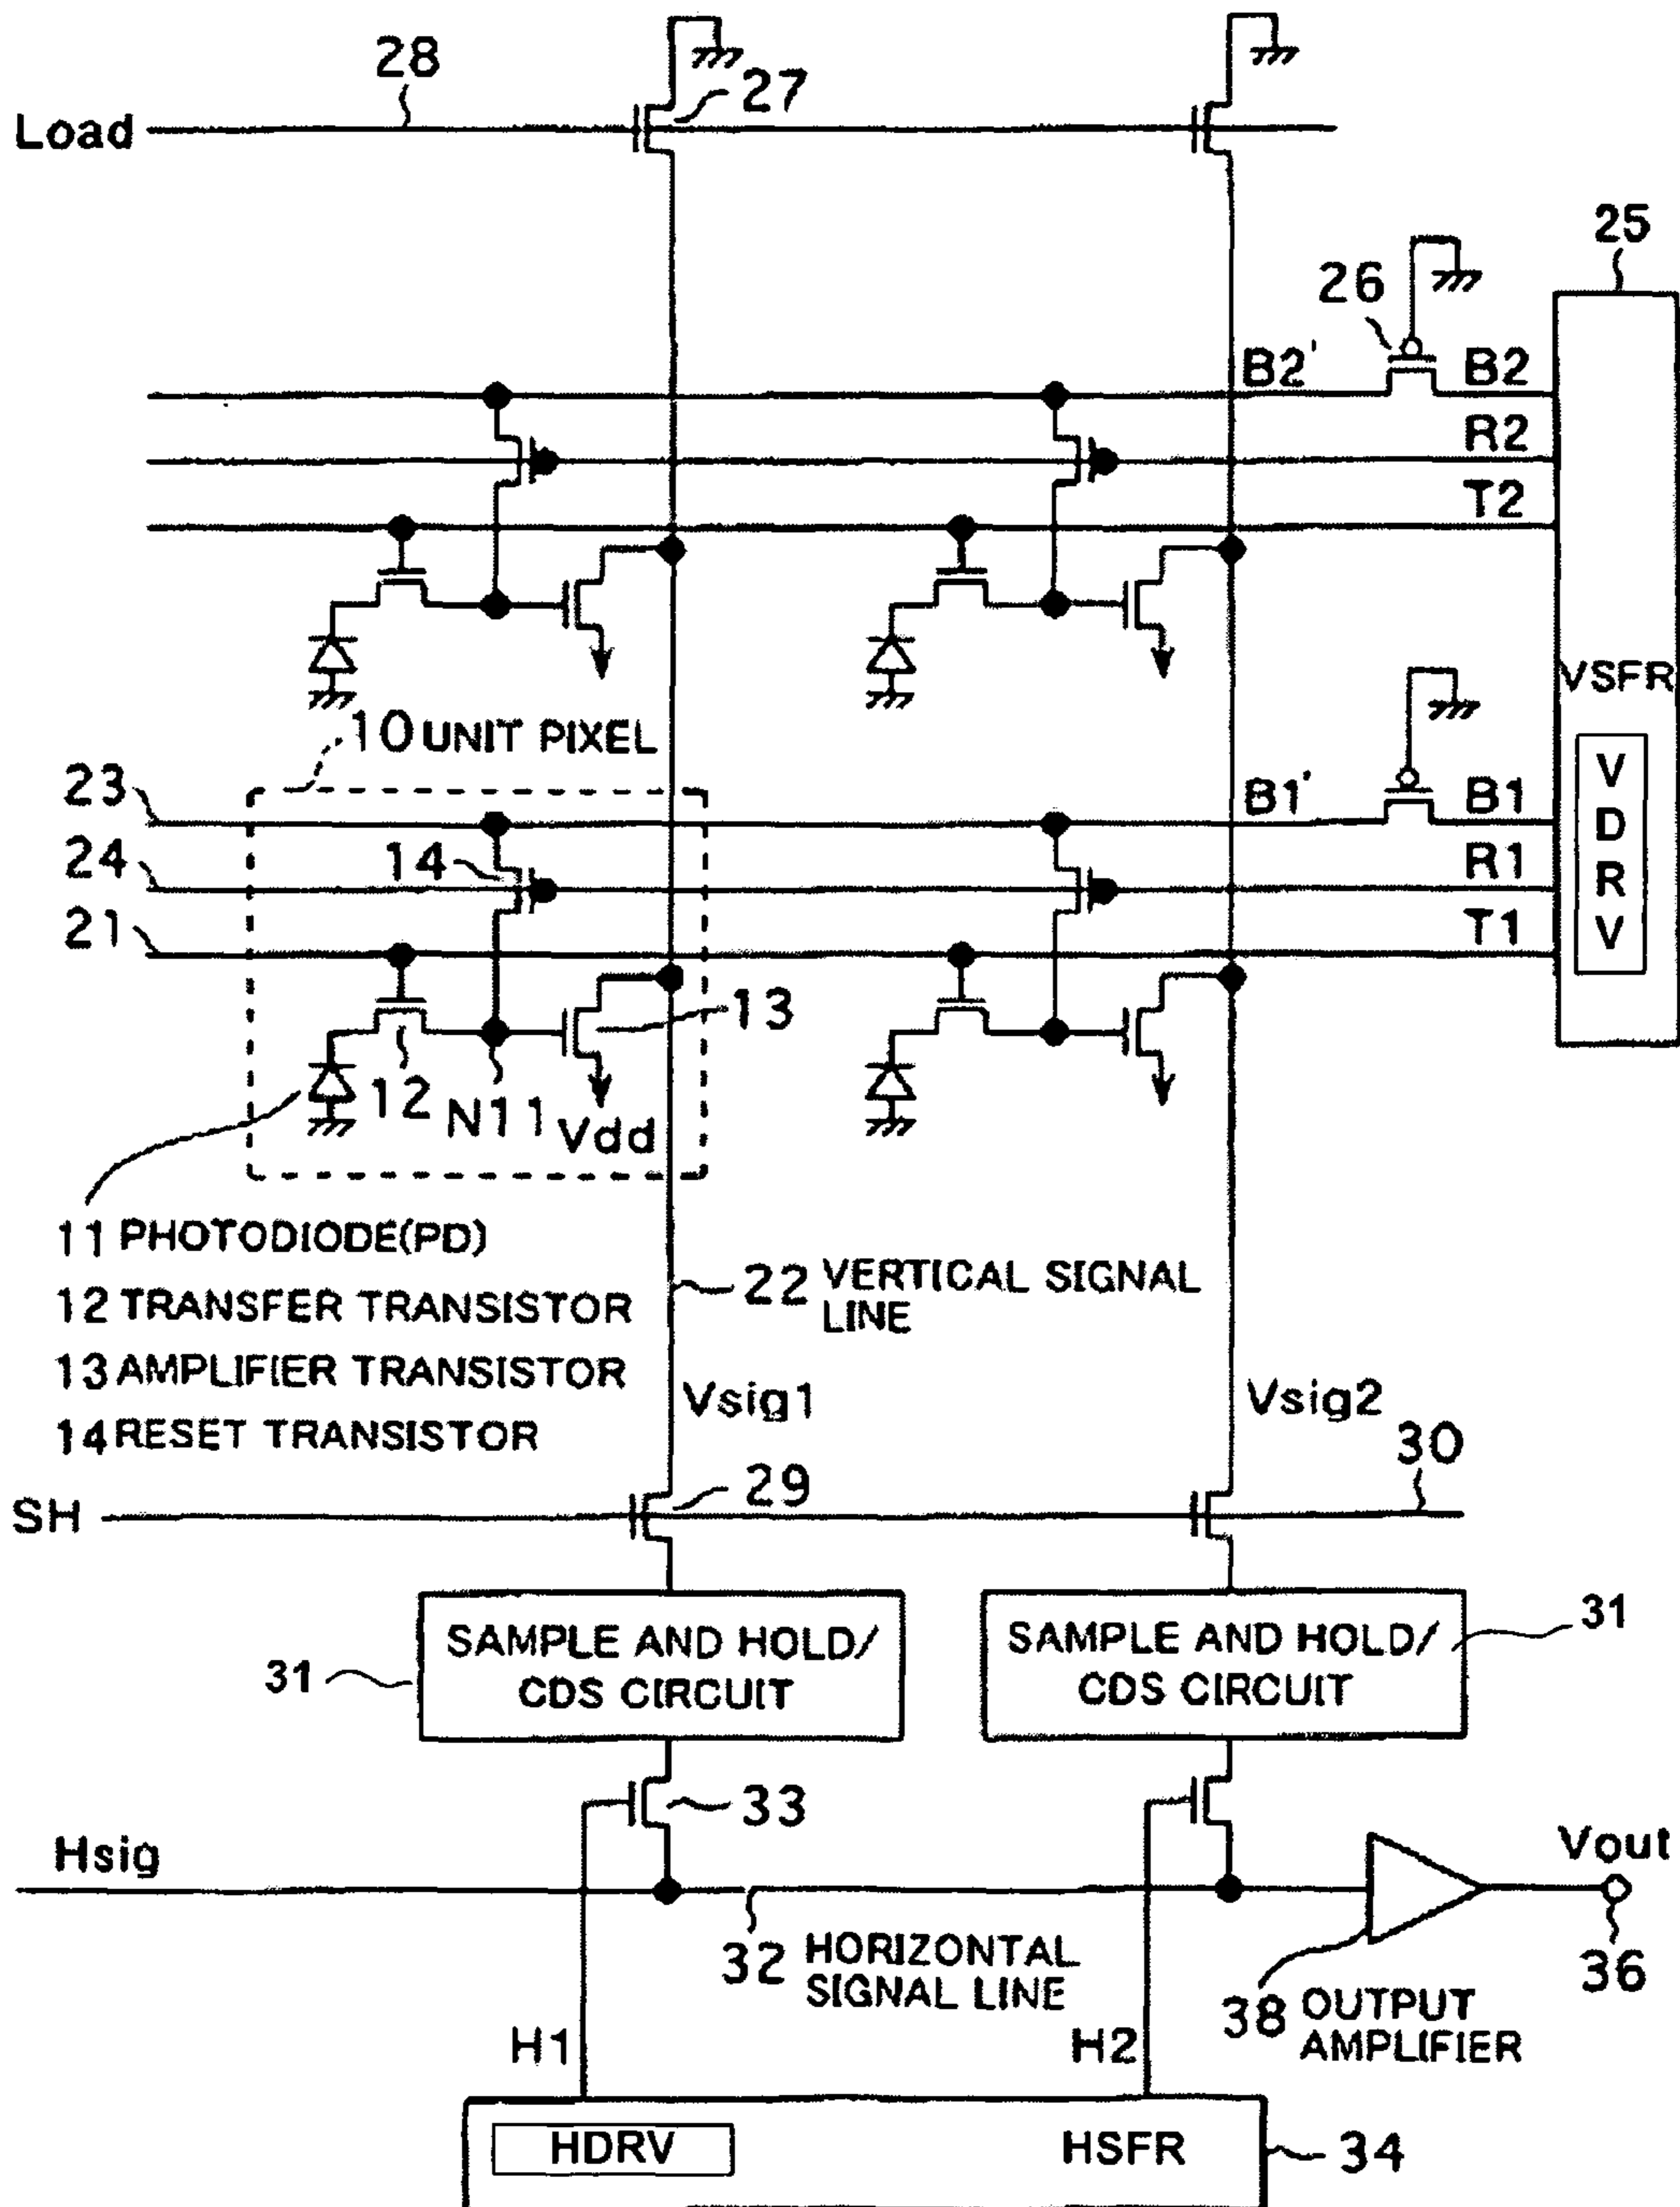 28
27
Load
25
26
B2'
B2
R2
T2
VSFR
10 UNIT PIXEL
23
B1'
B1
V
D
R
V
24
14
R1
21
T1
13
12
N11
Vdd
11 PHOTODIODE(PD)
12 TRANSFER TRANSISTOR
13 AMPLIFIER TRANSISTOR
14 RESET TRANSISTOR
22 VERTICAL SIGNAL
LINE
Vsig1
Vsig2
30
SH
29
SAMPLE AND HOLD/
CDS CIRCUIT
31
SAMPLE AND HOLD/
CDS CIRCUIT
31
33
Hsig
Vout
32 HORIZONTAL
SIGNAL LINE
36
38 OUTPUT
AMPLIFIER
H1
H2
HDRV
HSFR
34